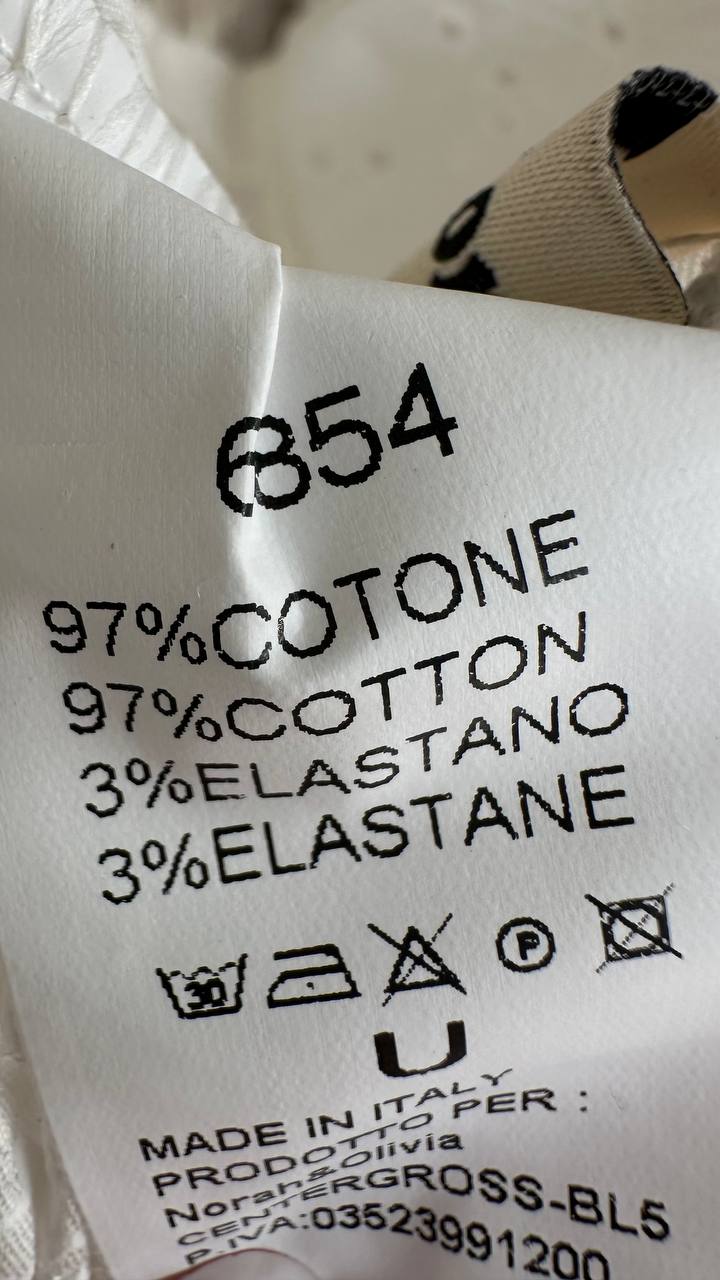 97%COTONE
97%COTTON
3%ELASTANO
3%ELASTANE
30 P
U
MADE IN ITALY
PRODOTTO PER :
Norah&Olivia
CENTERGROSS-BL5
P.IVA:03523991200